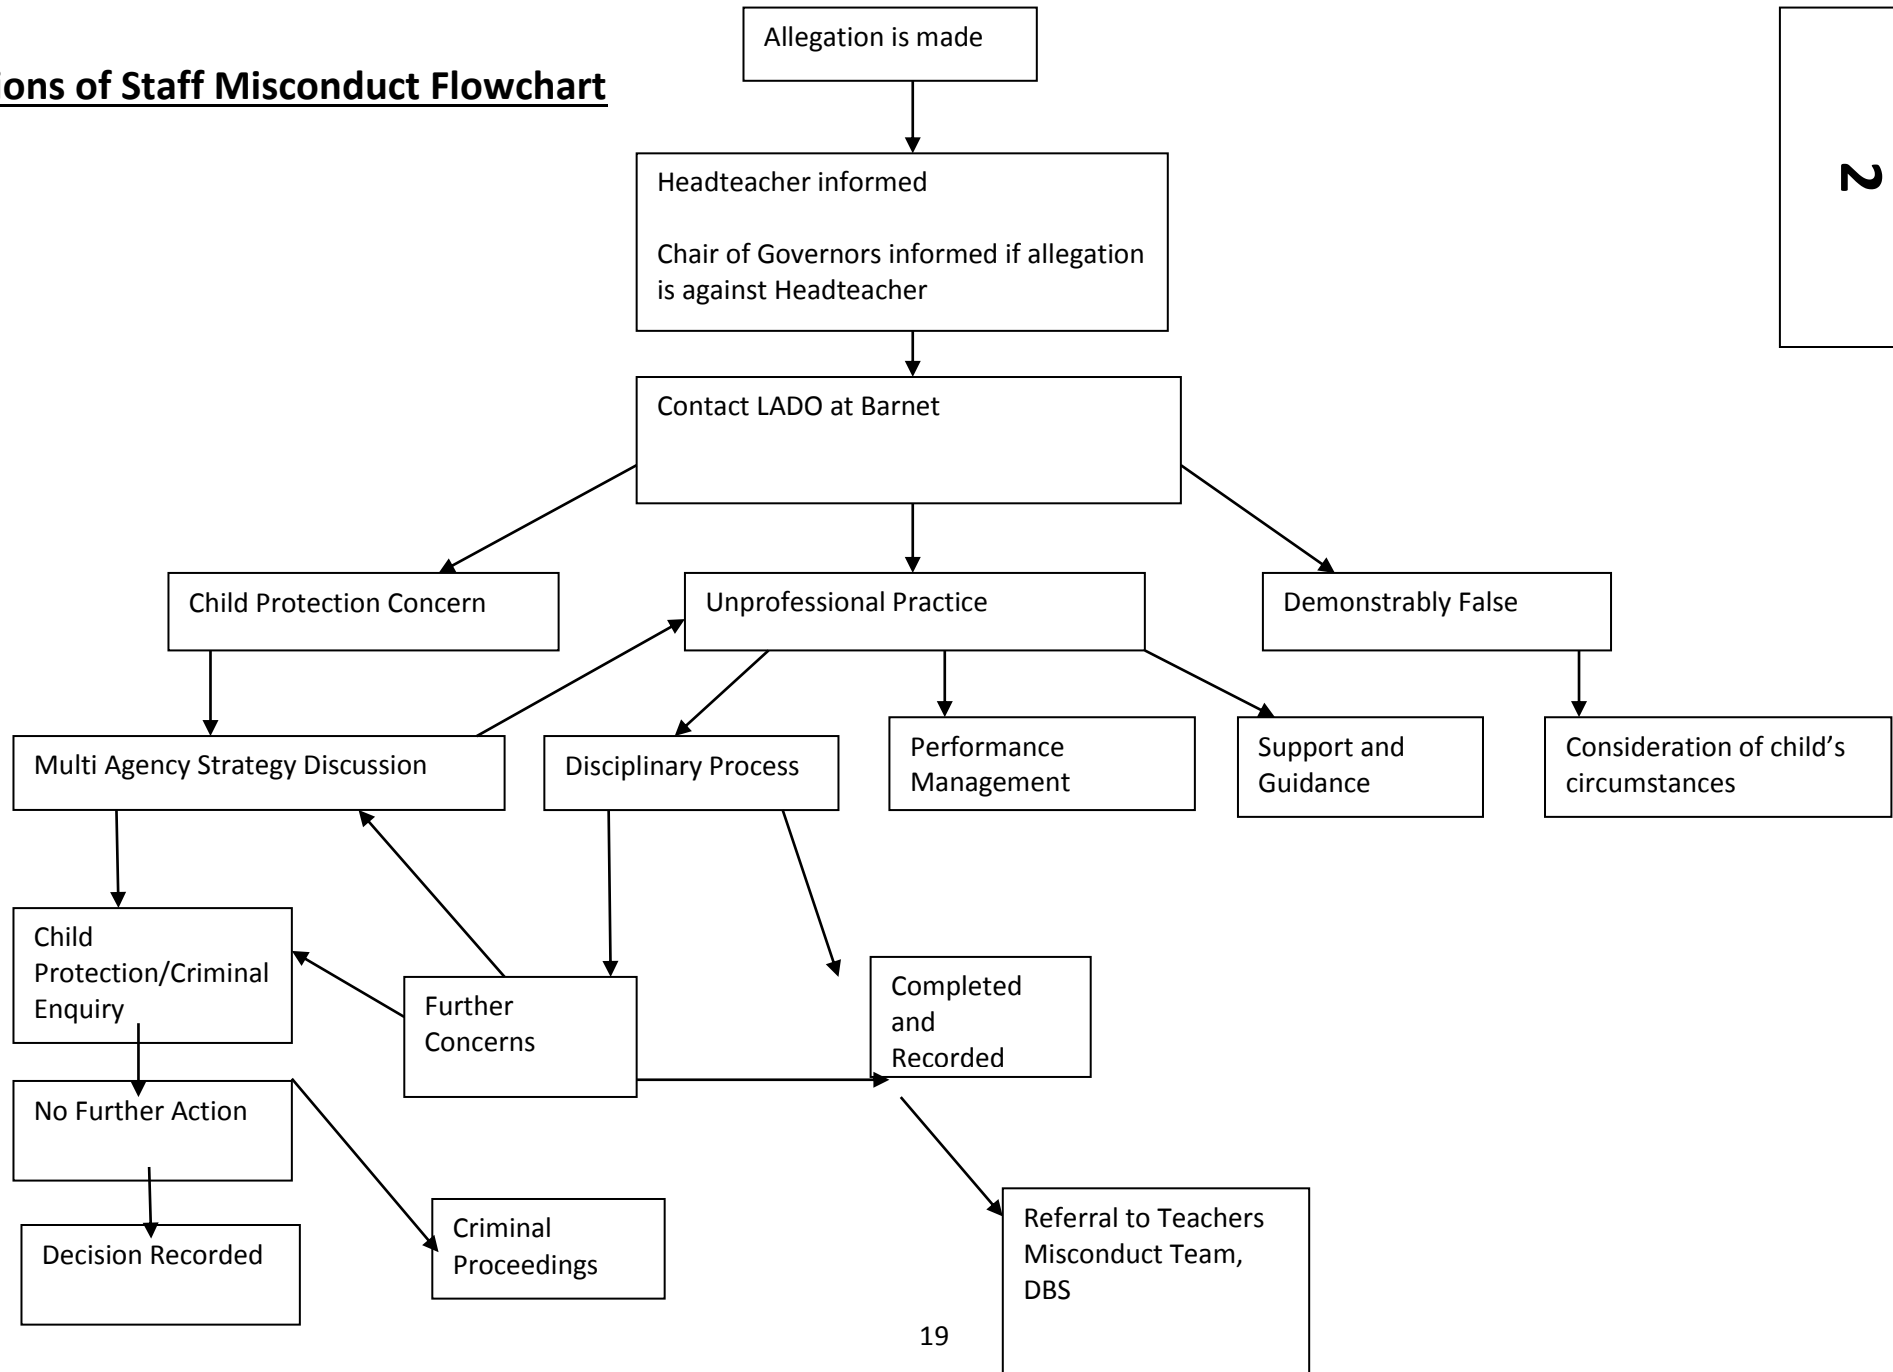 Allegation is made
ions of Staff Misconduct Flowchart
2
Headteacher informed
Chair of Governors informed if allegation
is against Headteacher
Contact LADO at Barnet
Child Protection Concern
Unprofessional Practice
Demonstrably False
Multi Agency Strategy Discussion
Disciplinary Process
Performance
Management
Support and
Guidance
Consideration of child’s
circumstances
Child
Protection/Criminal
Enquiry
Further
Concerns
Completed
and
Recorded
No Further Action
Decision Recorded
Criminal
Proceedings
Referral to Teachers
Misconduct Team,
DBS
19